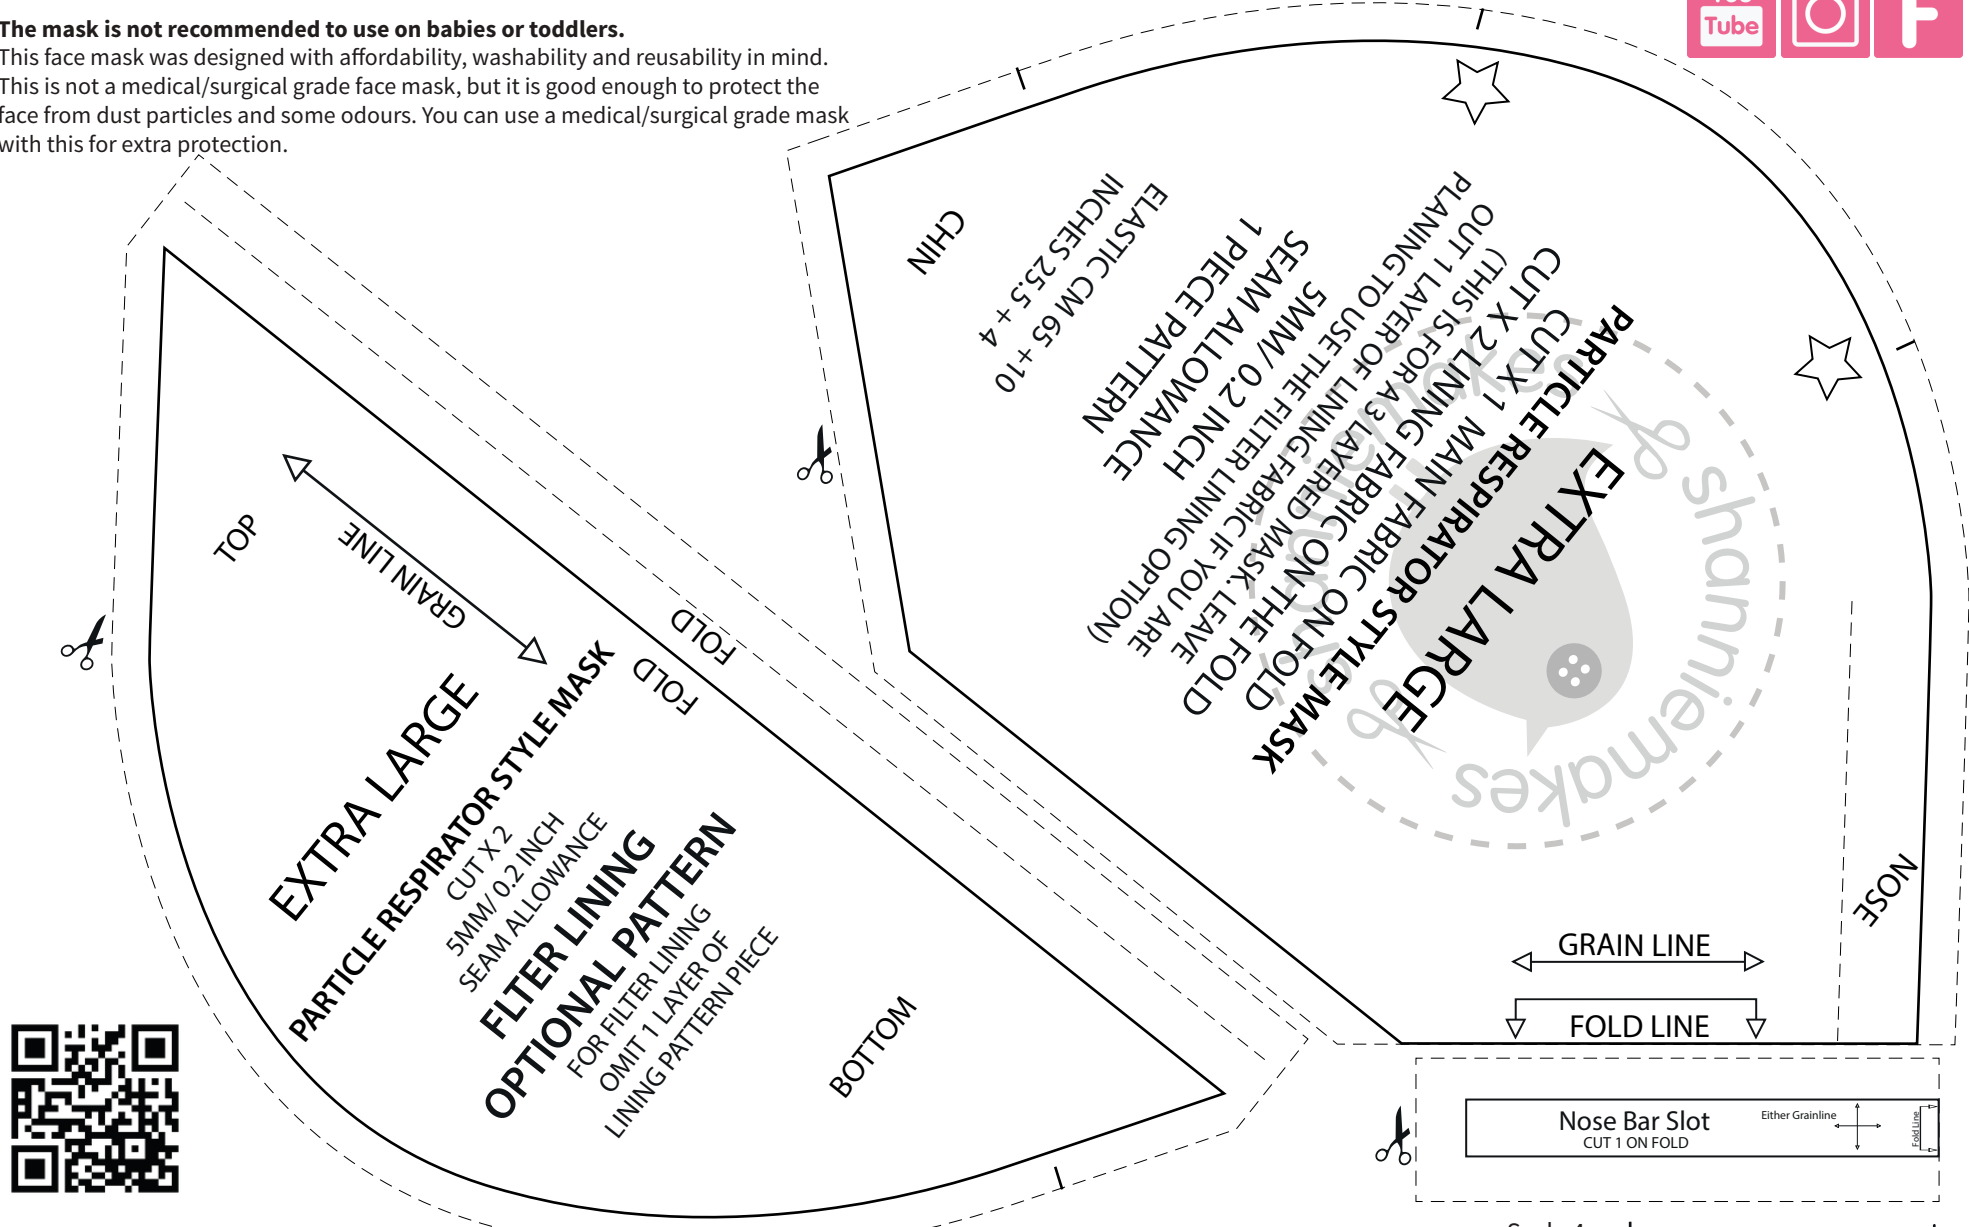 The mask is not recommended to use on babies or toddlers.
This face mask was designed with affordability, washability and reusability in mind.
This is not a medical/surgical grade face mask, but it is good enough to protect the
face from dust particles and some odours. You can use a medical/surgical grade mask
with this for extra protection.
Tube
CHIN
ELASTIC CM 65 +10
INCHES 25.5 + 4
EXTRA LARGE
PARTICLE RESPIRATOR STYLE MASK
CUT X 1 MAIN FABRIC ON FOLD
CUT X 2 LINING FABRIC ON THE FOLD
(THIS IS FOR A 3 LAYERED MASK. LEAVE
OUT 1 LAYER OF LINING FABRIC IF YOU ARE
PLANING TO USE THE FILTER LINING OPTION)
5MM/ 0.2 INCH
SEAM ALLOWANCE
1 PIECE PATTERN
shanniemakes
NOSE
GRAIN LINE
FOLD LINE
TOP
GRAIN LINE
FOLD
FOLD
EXTRA LARGE
PARTICLE RESPIRATOR STYLE MASK
CUT X 2
5MM/ 0.2 INCH
SEAM ALLOWANCE
FLTER LINING
OPTIONAL PATTERN
FOR FILTER LINING
OMIT 1 LAYER OF
LINING PATTERN PIECE
BOTTOM
Nose Bar Slot
CUT 1 ON FOLD
Either Grainline
Fold Line